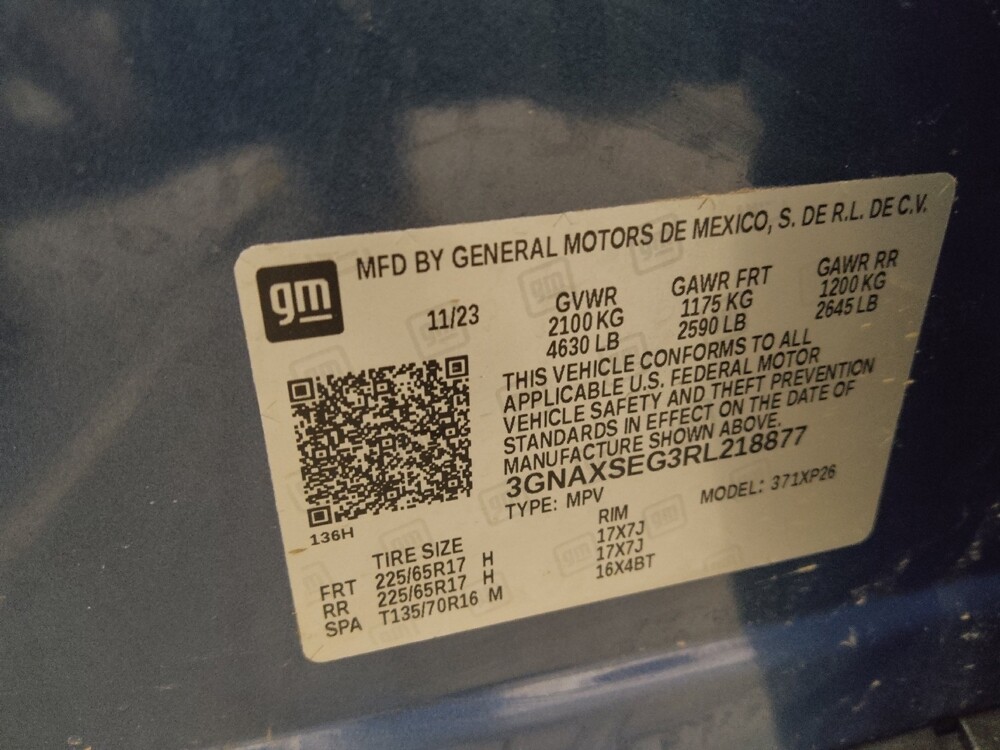 gm
MFD BY GENERAL MOTORS DE MEXICO, S. DE R.L. DE C.V.
11/23 GVWR GAWR FRT GAWR RR
2100 KG 1175 KG 1200 KG
4630 LB 2590 LB 2645 LB
THIS VEHICLE CONFORMS TO ALL
APPLICABLE U.S. FEDERAL MOTOR
VEHICLE SAFETY AND THEFT PREVENTION
STANDARDS IN EFFECT ON THE DATE OF
MANUFACTURE SHOWN ABOVE.
3GNAXSEG3RL218877
TYPE: MPV MODEL: 371XP26
136H
TIRE SIZE RIM
FRT 225/65R17 H 17X7J
RR 225/65R17 H 17X7J
SPA T135/70R16 M 16X4BT